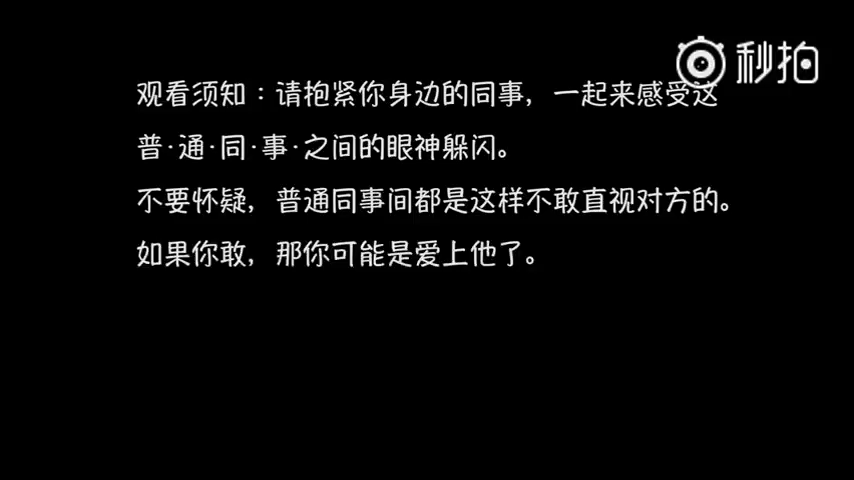 秒拍
观看须知：请抱紧你身边的同事，一起来感受这
普·通·同·事·之间的眼神躲闪。
不要怀疑，普通同事间都是这样不敢直视对方的。
如果你敢，那你可能是爱上他了。